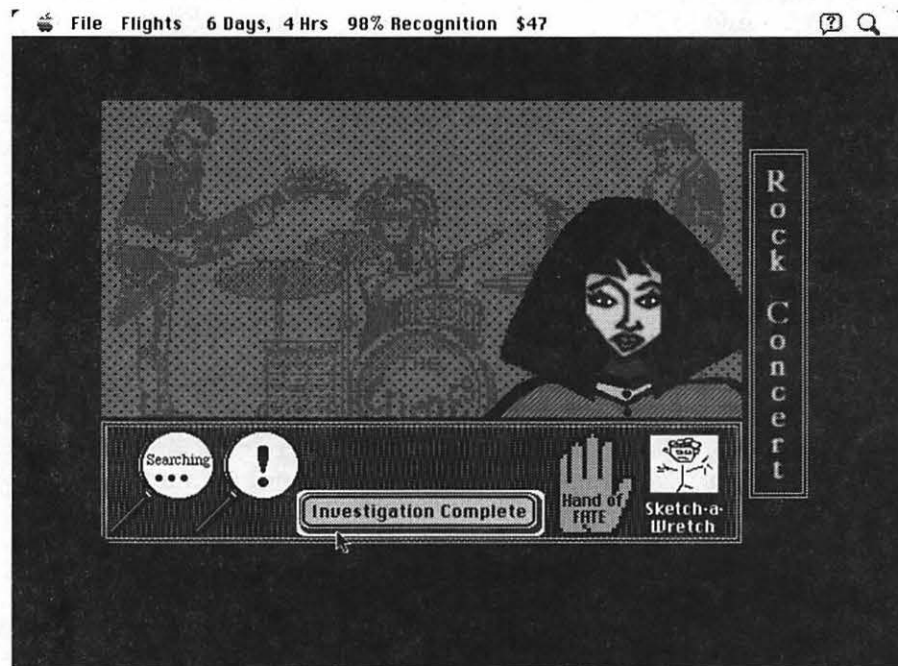 File Flights 6 Days, 4 Hrs 98% Recognition $47
Rock Concert
Searching
...
!
Investigation Complete
Hand of
FATE
Sketch-a-
Wretch